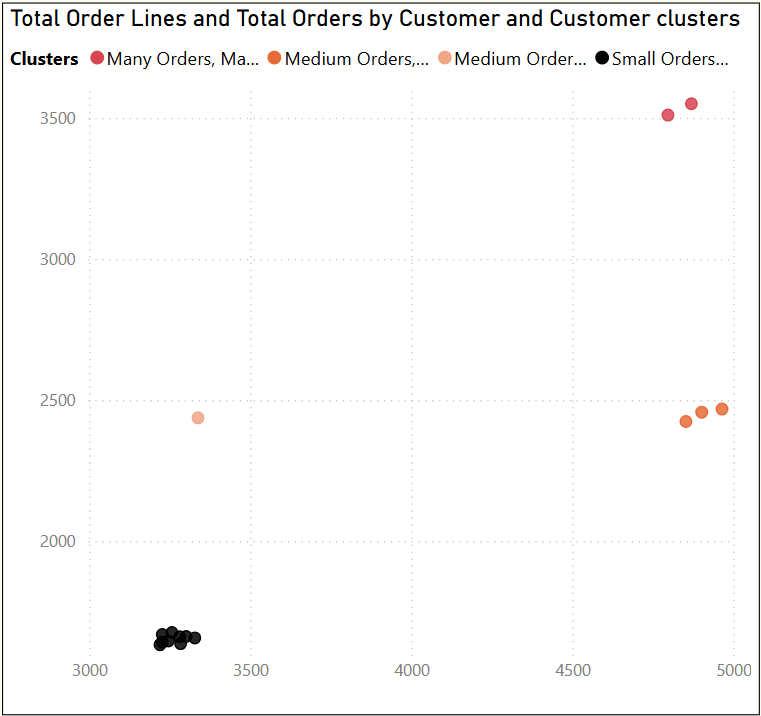 Total Order Lines and Total Orders by Customer and Customer clusters
Clusters Many Orders, Ma... Medium Orders,... Medium Order... Small Orders...
3500
3000
2500
2000
3000 3500 4000 4500 5000